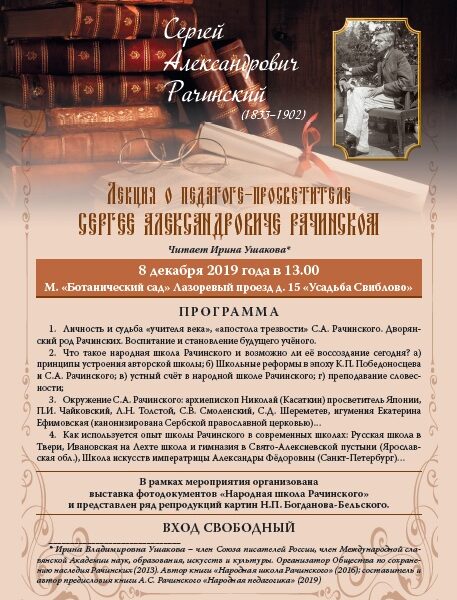 Сергей
Александрович
Рачинский
(1833–1902)
Лекция о педагоге-просветителе
СЕРГЕЕ АЛЕКСАНДРОВИЧЕ РАЧИНСКОМ
Читает Ирина Ушакова*
8 декабря 2019 года в 13.00
М. «Ботанический сад» Лазоревый проезд д. 15 «Усадьба Свиблово»
ПРОГРАММА
1. Личность и судьба «учителя века», «апостола трезвости» С.А. Рачинского. Дворян-
ский род Рачинских. Воспитание и становление будущего учёного.
2. Что такое народная школа Рачинского и возможно ли её воссоздание сегодня? а)
принципы устроения авторской школы; б) Школьные реформы в эпоху К.П. Победоносцева
и С.А. Рачинского; в) устный счёт в народной школе Рачинского; г) преподавание словес-
ности;
3. Окружение С.А. Рачинского: архиепископ Николай (Касаткин) просветитель Японии,
П.И. Чайковский, Л.Н. Толстой, С.В. Смоленский, С.Д. Шереметев, игумения Екатерина
Ефимовская (канонизирована Сербской православной церковью)…
4. Как используется опыт школы Рачинского в современных школах: Русская школа в
Твери, Ивановская на Лехте школа и гимназия в Свято-Алексиевской пустыни (Ярослав-
ская обл.), Школа искусств императрицы Александры Фёдоровны (Санкт-Петербург)…
В рамках мероприятия организована
выставка фотодокументов «Народная школа Рачинского»
и представлен ряд репродукций картин Н.П. Богданова-Бельского.
ВХОД СВОБОДНЫЙ
* Ирина Владимировна Ушакова – член Союза писателей России, член Международной сла-
вянской Академии наук, образования, искусств и культуры. Организатор Общества по сохране-
нию наследия Рачинских (2013). Автор книги «Народная школа Рачинского» (2016); составитель и
автор предисловия книги А.С. Рачинского «Народная педагогика» (2019)